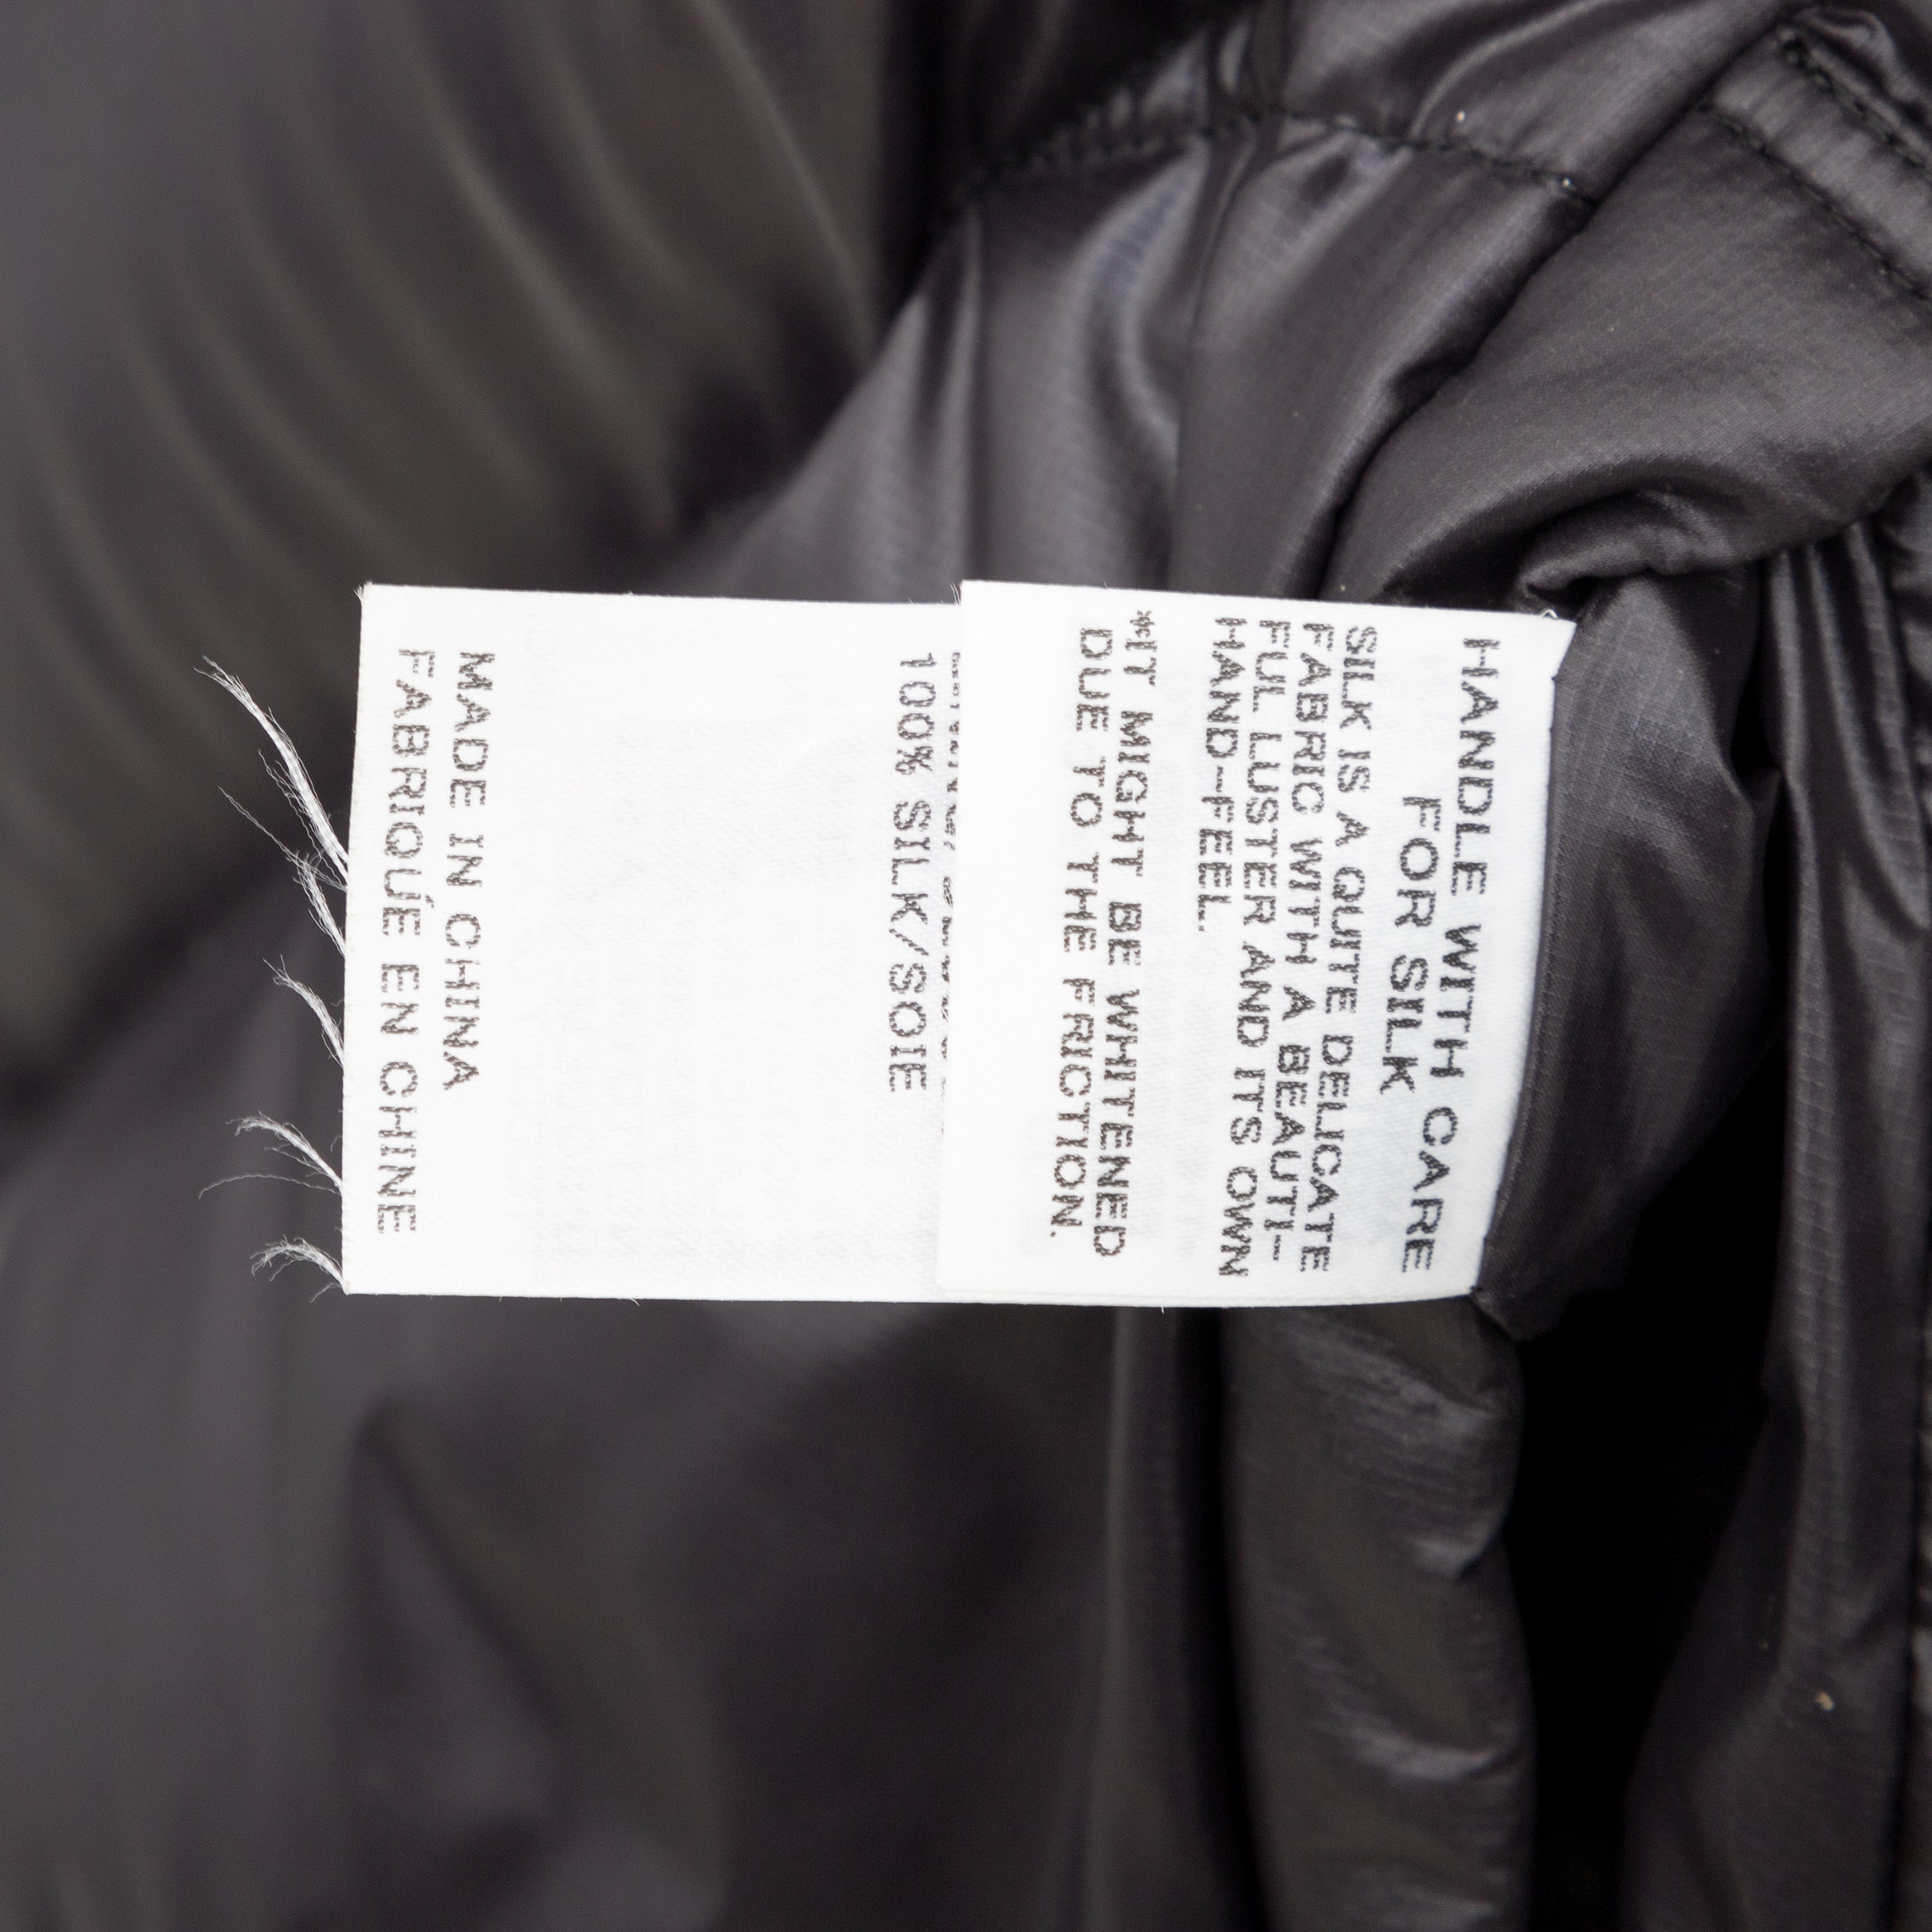 HANDLE WITH CARE
FOR SILK
SILK IS A QUITE DELICATE
FABRIC WITH A BEAUTI-
FUL LUSTER AND ITS OWN
HAND-FEEL.
*IT MIGHT BE WHITENED
DUE TO THE FRICTION.
100% SILK/SOIE
MADE IN CHINA
FABRIQUÉ EN CHINE